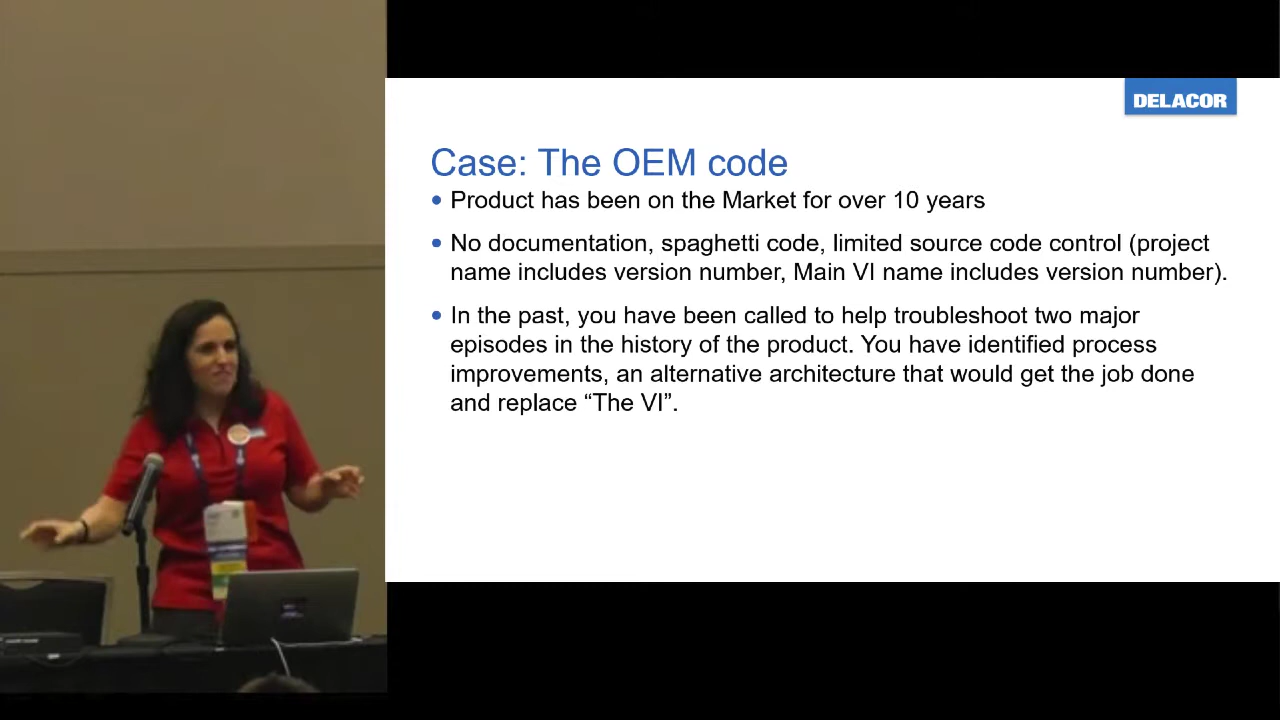 DELACOR
Case: The OEM code
• Product has been on the Market for over 10 years
• No documentation, spaghetti code, limited source code control (project
name includes version number, Main VI name includes version number).
• In the past, you have been called to help troubleshoot two major
episodes in the history of the product. You have identified process
improvements, an alternative architecture that would get the job done
and replace “The VI”.